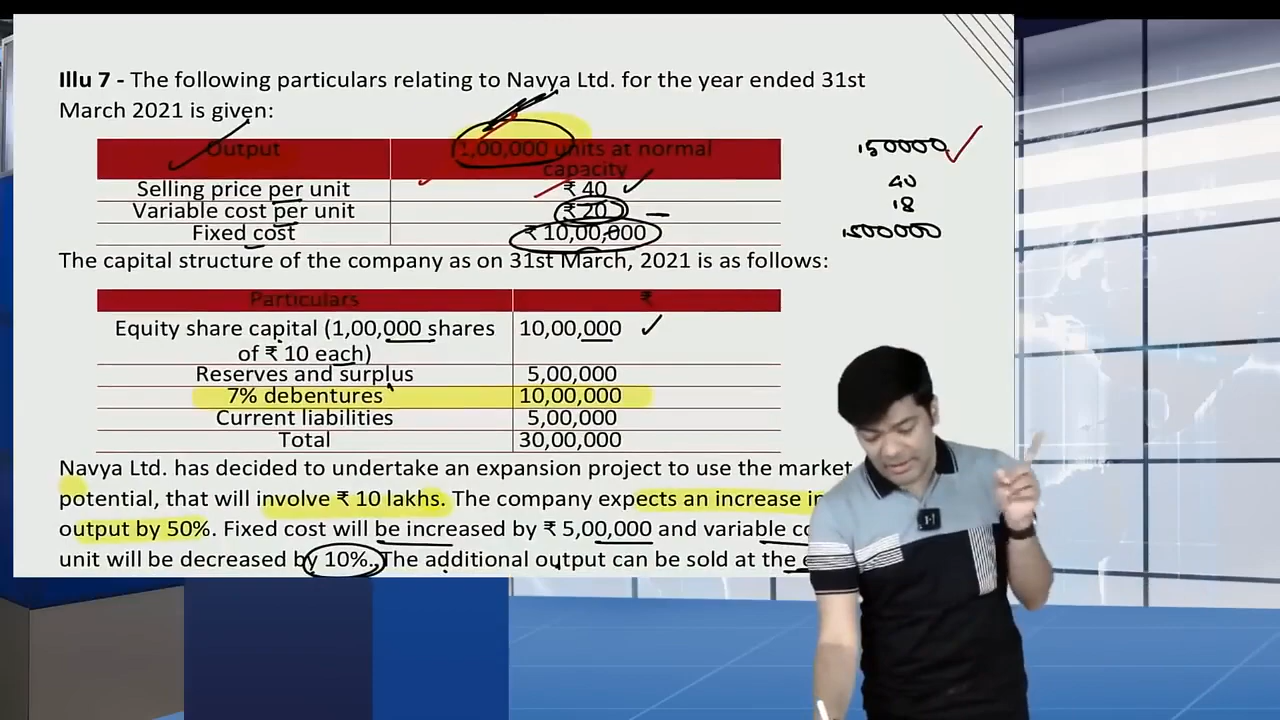 Illu 7 - The following particulars relating to Navya Ltd. for the year ended 31st
March 2021 is given:
Output 1,00,000 units at normal
capacity
150000
Selling price per unit ₹ 40
40
Variable cost per unit ₹ 20
18
Fixed cost ₹ 10,00,000
1500000
The capital structure of the company as on 31st March, 2021 is as follows:
Particulars ₹
Equity share capital (1,00,000 shares 10,00,000
of ₹ 10 each)
Reserves and surplus 5,00,000
7% debentures 10,00,000
Current liabilities 5,00,000
Total 30,00,000
Navya Ltd. has decided to undertake an expansion project to use the market
potential, that will involve ₹ 10 lakhs. The company expects an increase in
output by 50%. Fixed cost will be increased by ₹ 5,00,000 and variable
unit will be decreased by 10%. The additional output can be sold at the